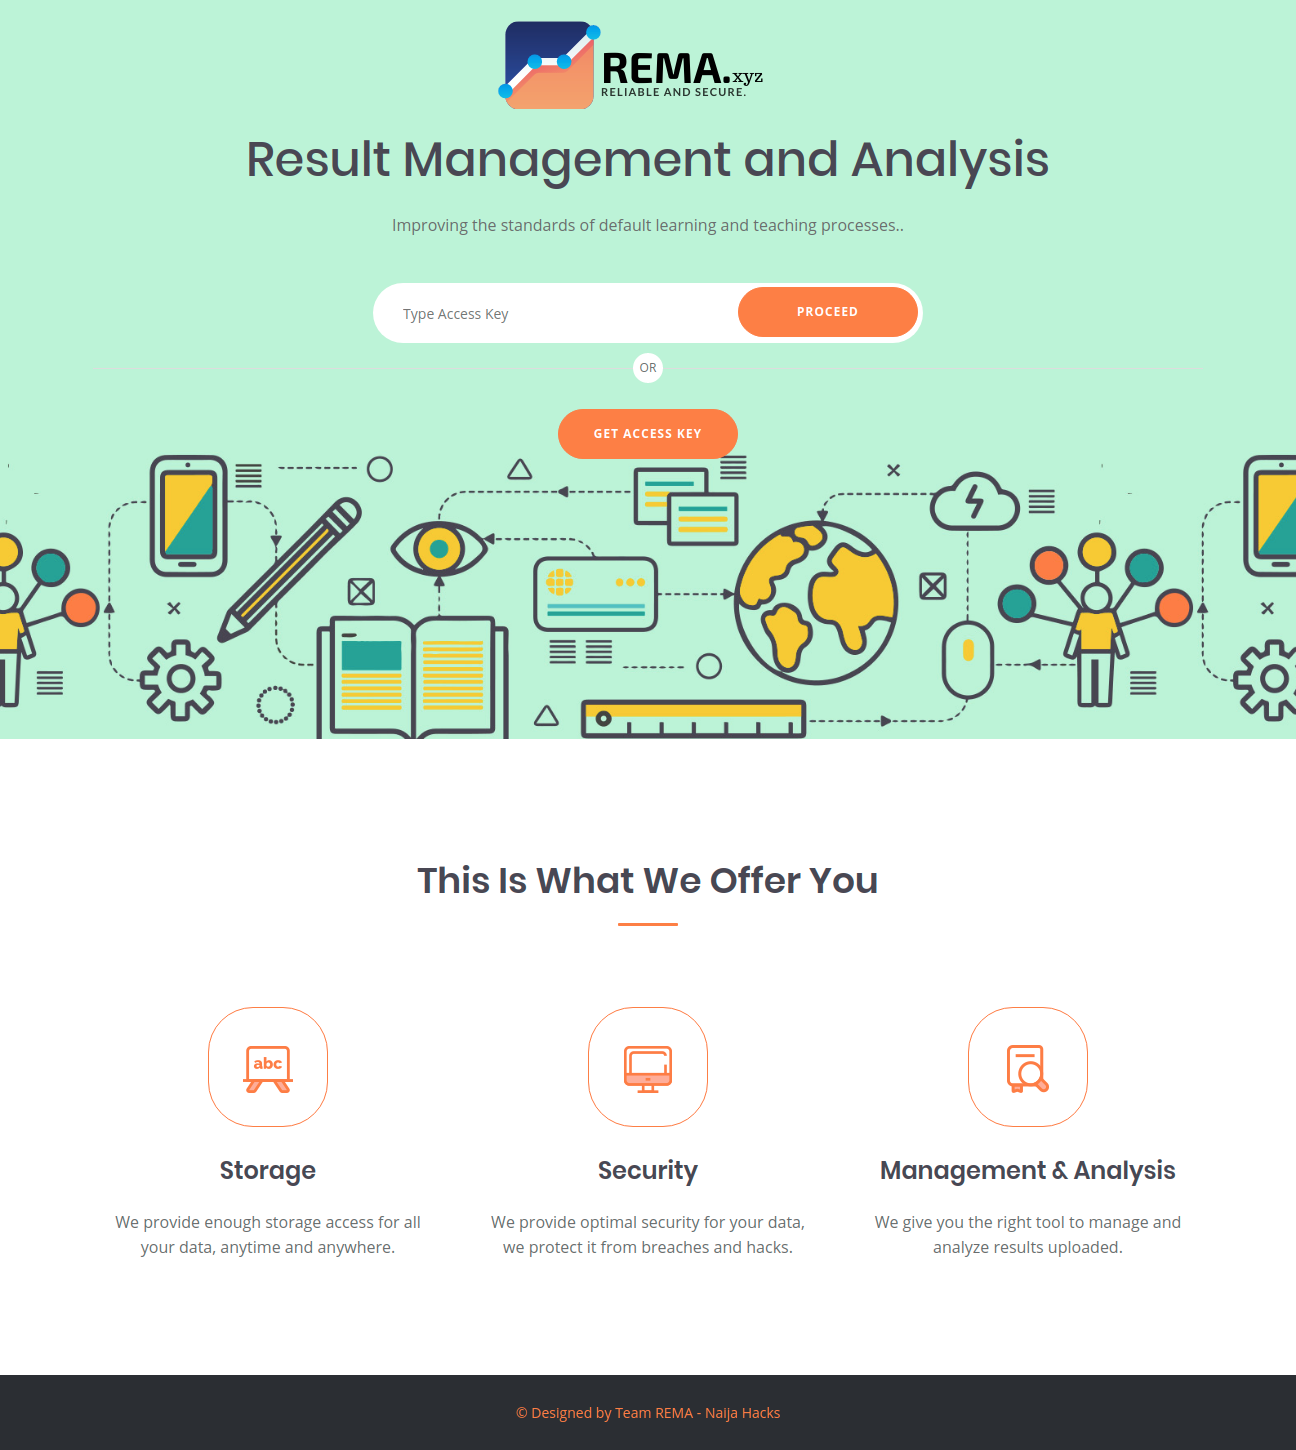 REMA.xyz
RELIABLE AND SECURE.
Result Management and Analysis
Improving the standards of default learning and teaching processes..
Type Access Key
PROCEED
OR
GET ACCESS KEY
This Is What We Offer You
abc
Storage
We provide enough storage access for all
your data, anytime and anywhere.
Security
We provide optimal security for your data,
we protect it from breaches and hacks.
Management & Analysis
We give you the right tool to manage and
analyze results uploaded.
© Designed by Team REMA - Naija Hacks